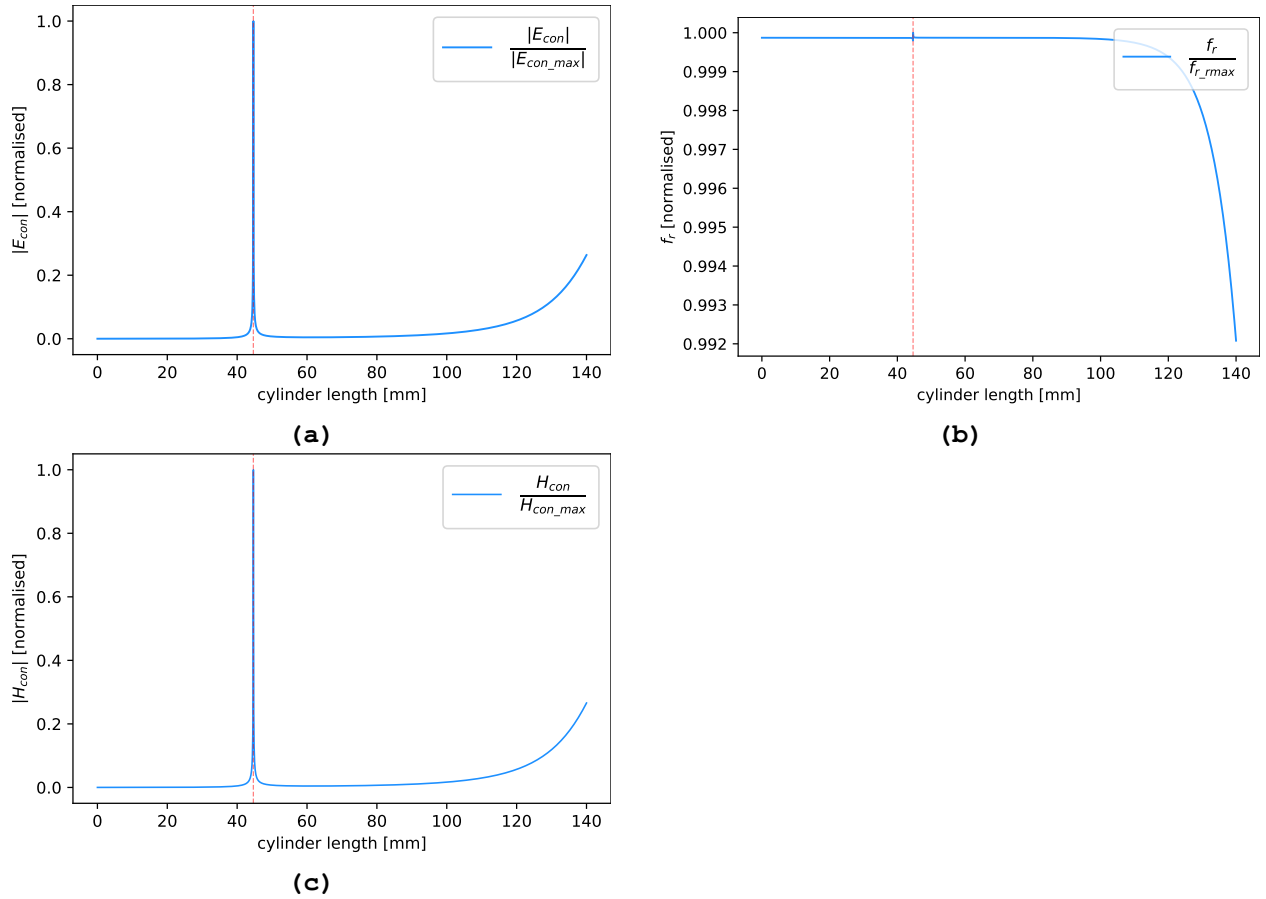 1.0
0.8
0.6
0.4
0.2
0.0
|E_con| [normalised]
|E_con|
|E_con_max|
0 20 40 60 80 100 120 140
cylinder length [mm]
(a)
1.000
0.999
0.998
0.997
0.996
0.995
0.994
0.993
0.992
f_r [normalised]
f_r
f_r_rmax
0 20 40 60 80 100 120 140
cylinder length [mm]
(b)
1.0
0.8
0.6
0.4
0.2
0.0
|H_con| [normalised]
H_con
H_con_max
0 20 40 60 80 100 120 140
cylinder length [mm]
(c)